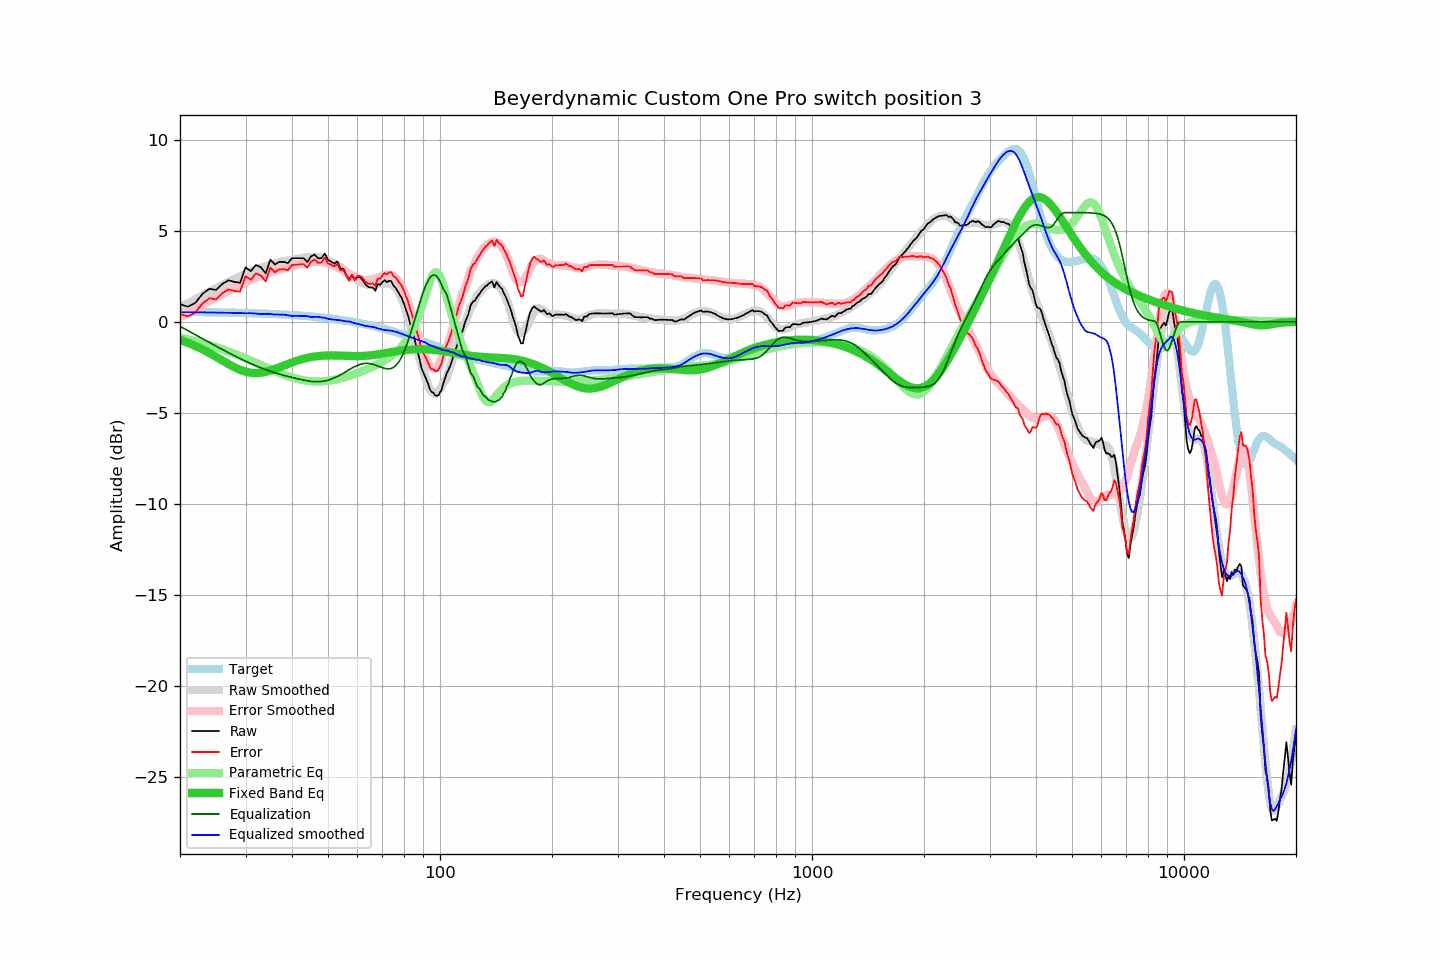 Beyerdynamic Custom One Pro switch position 3
10
5
0
−5
−10
−15
−20
−25
Amplitude (dBr)
Target
Raw Smoothed
Error Smoothed
Raw
Error
Parametric Eq
Fixed Band Eq
Equalization
Equalized smoothed
100
1000
10000
Frequency (Hz)